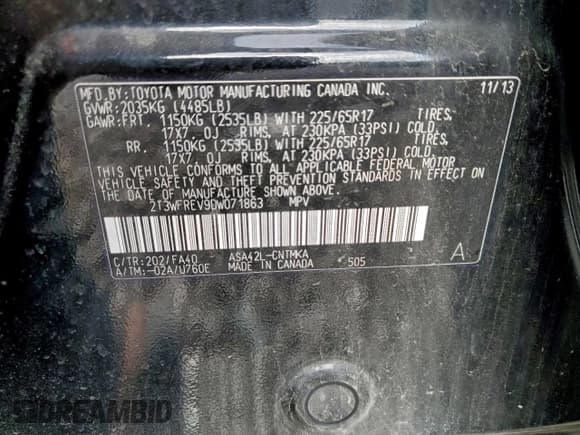 MFD.BY:TOYOTA MOTOR MANUFACTURING CANADA INC. 11/13
GVWR:2035KG (4485LB)
GAWR:FRT. 1150KG (2535LB) WITH 225/65R17 TIRES,
17X7.0J RIMS, AT 230KPA (33PSI) COLD.
RR. 1150KG (2535LB) WITH 225/65R17 TIRES,
17X7.0J RIMS, AT 230KPA (33PSI) COLD.
THIS VEHICLE CONFORMS TO ALL APPLICABLE FEDERAL MOTOR
VEHICLE SAFETY AND THEFT PREVENTION STANDARDS IN EFFECT ON
THE DATE OF MANUFACTURE SHOWN ABOVE.
2T3WFREV9DW071863 MPV
C/TR:202/FA40 ASA42L-CNTMKA
A/TM:-02A/U760E MADE IN CANADA 505 A
DREAMBID